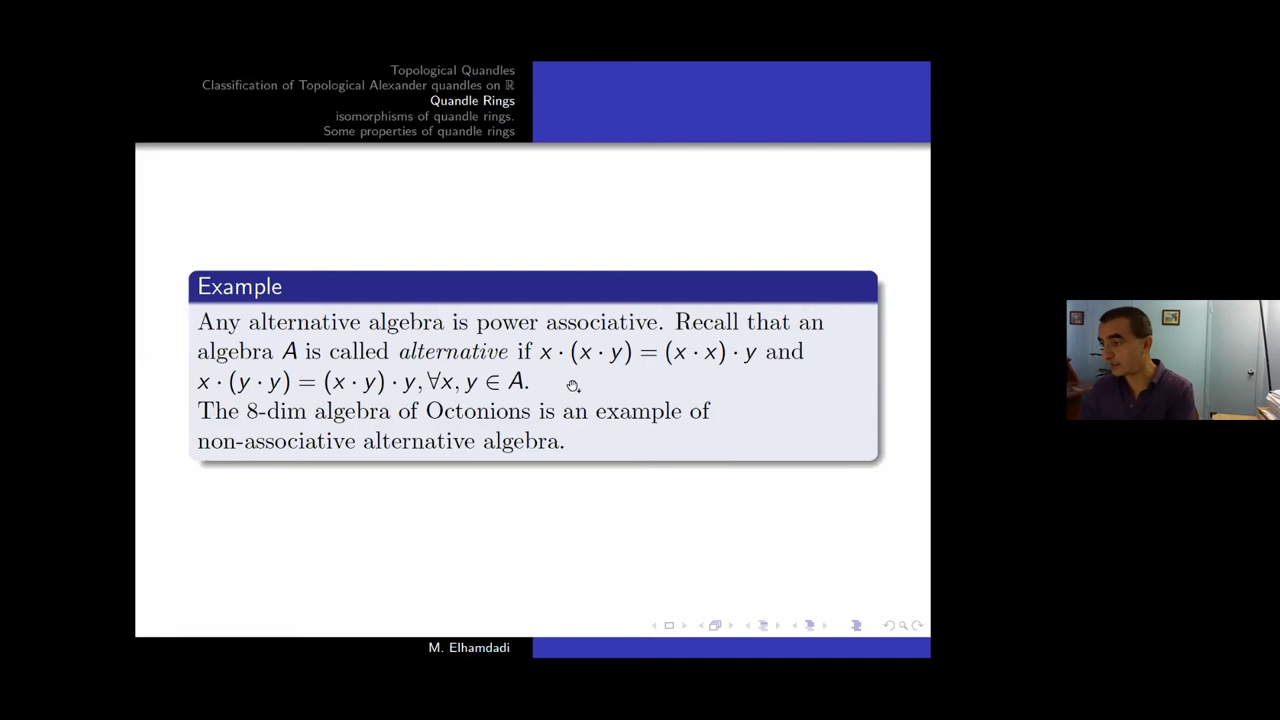 Topological Quandles
Classification of Topological Alexander quandles on ℝ
Quandle Rings
isomorphisms of quandle rings.
Some properties of quandle rings
Example
Any alternative algebra is power associative. Recall that an
algebra A is called alternative if x · (x · y) = (x · x) · y and
x · (y · y) = (x · y) · y, ∀x, y ∈ A.
The 8-dim algebra of Octonions is an example of
non-associative alternative algebra.
M. Elhamdadi